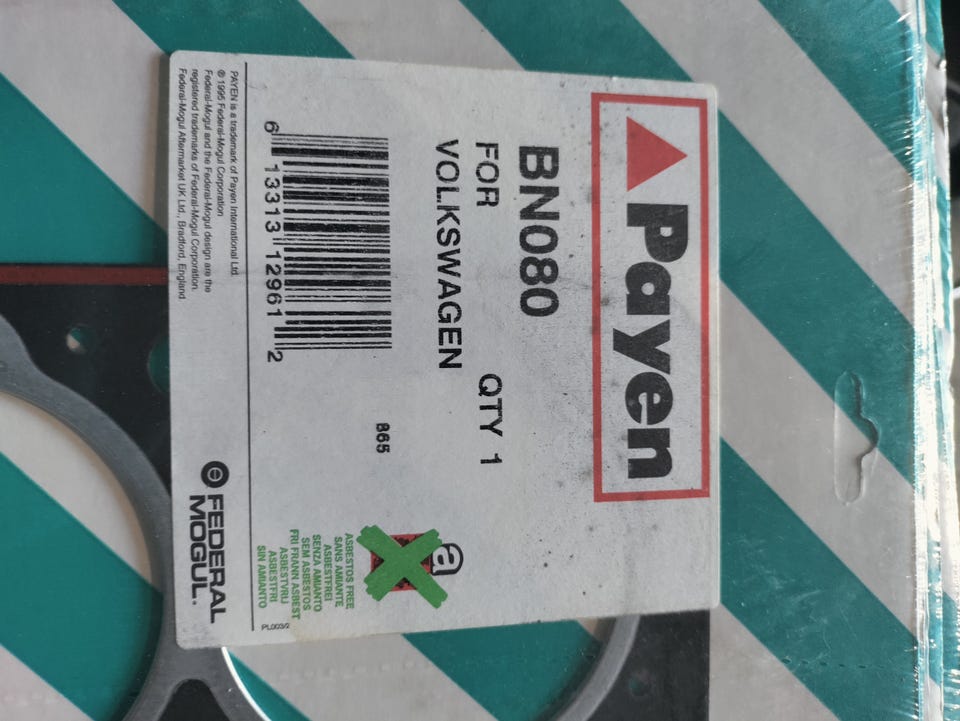 Payen
BN080
FOR QTY 1
VOLKSWAGEN
865
6 13313 12961 2
a
ASBESTOS FREE
SANS AMIANTE
ASBESTFREI
SENZA AMIANTO
SEM ASBESTOS
FRI FRANN ASBEST
ASBESTVRIJ
ASBESTFRI
SIN AMIANTO
PL003/2
PAYEN is a trademark of Payen International Ltd.
© 1995 Federal-Mogul Corporation
Federal-Mogul and the Federal-Mogul design are the
registered trademarks of Federal-Mogul Corporation.
Federal-Mogul Aftermarket UK Ltd., Bradford, England
FEDERAL
MOGUL.